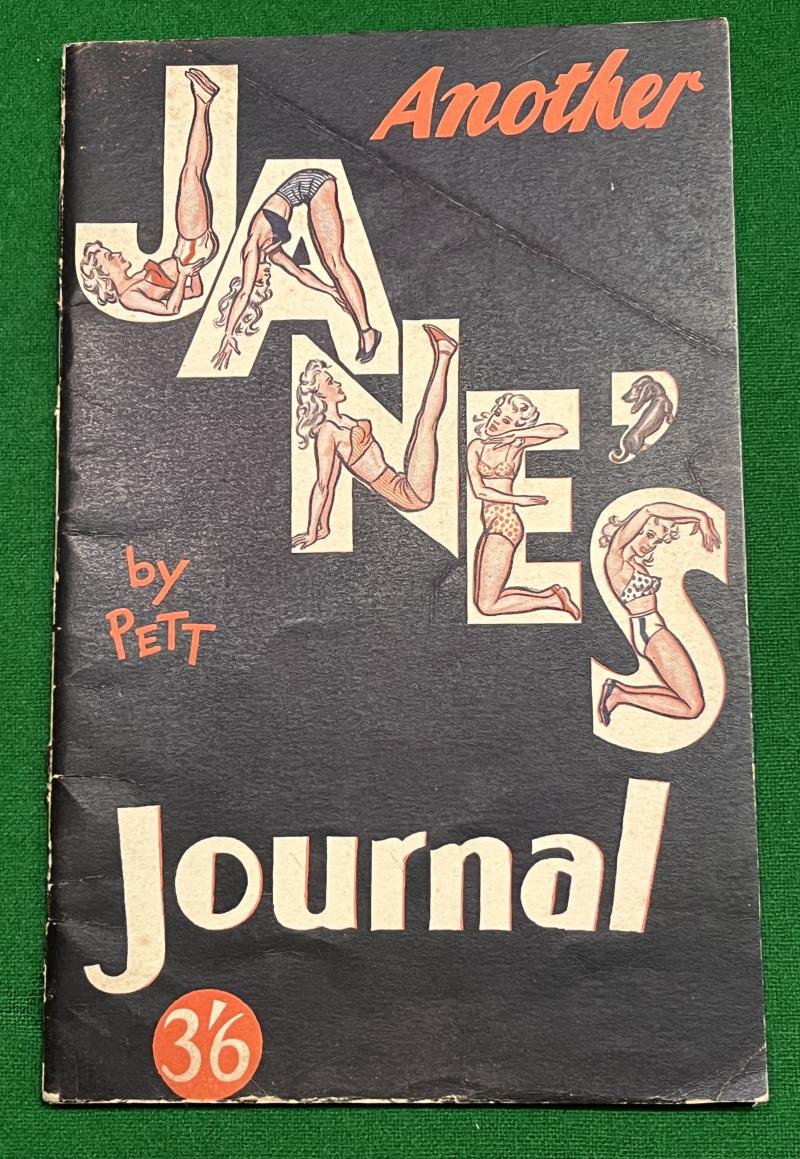 Another
JANE'S
by
PETT
Journal
3'6